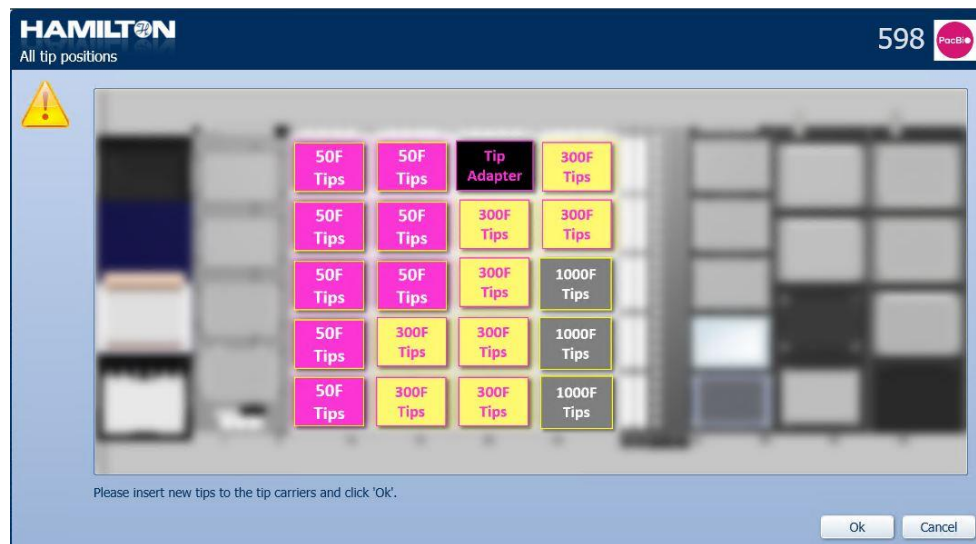 HAMILTON
All tip positions
598
PacBio
50F
Tips
50F
Tips
Tip
Adapter
300F
Tips
50F
Tips
50F
Tips
300F
Tips
300F
Tips
50F
Tips
50F
Tips
300F
Tips
1000F
Tips
50F
Tips
300F
Tips
300F
Tips
1000F
Tips
50F
Tips
300F
Tips
300F
Tips
1000F
Tips
Please insert new tips to the tip carriers and click 'Ok'.
Ok
Cancel